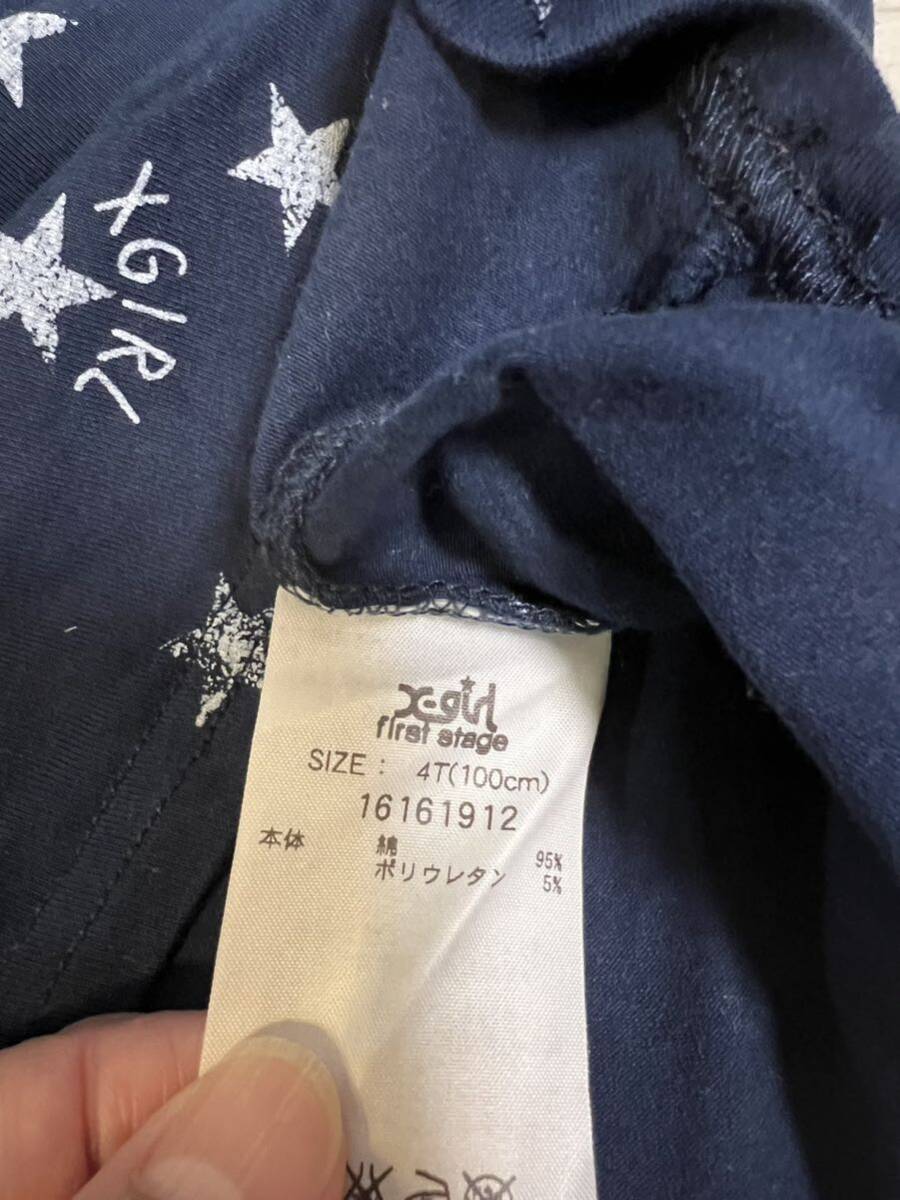 XGIRL
X-girl
first stage
SIZE : 4T(100cm)
16161912
本体 綿 95%
ポリウレタン 5%